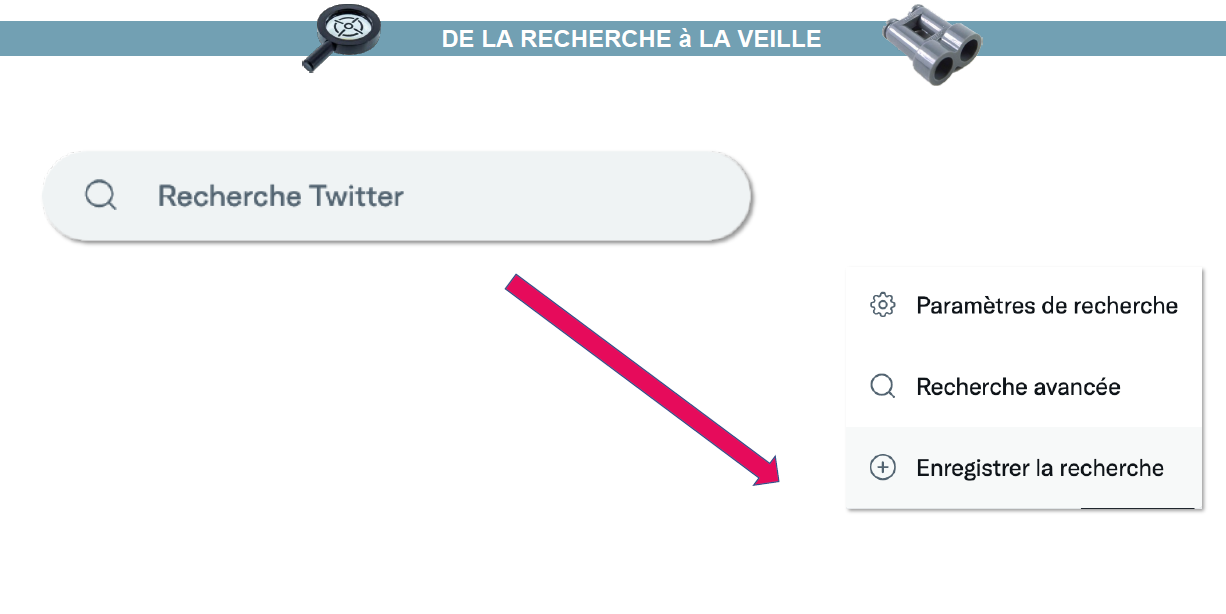 DE LA RECHERCHE à LA VEILLE
Recherche Twitter
Paramètres de recherche
Recherche avancée
Enregistrer la recherche